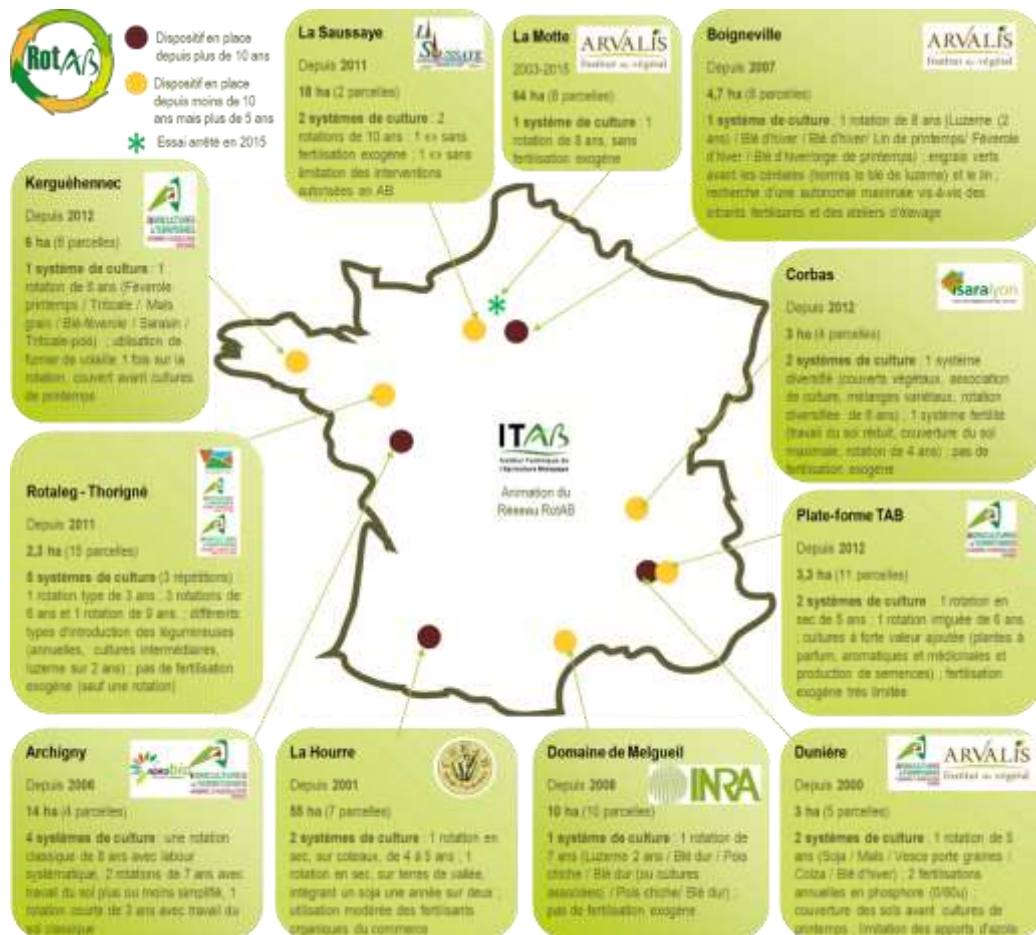 RotAB
Dispositif en place
depuis plus de 10 ans
Dispositif en place
depuis moins de 10
ans mais plus de 5 ans
Essai arrêté en 2015
La Saussaye
LA SAUSSAYE
Depuis 2011
18 ha (2 parcelles)
2 systèmes de culture : 2
rotations de 10 ans : 1 « sans
fertilisation exogène ; 1 « sans
limitation des interventions
autorisées en AB
La Motte
ARVALIS
Institut du végétal
2003-2015
64 ha (8 parcelles)
1 système de culture : 1
rotation de 8 ans, sans
fertilisation exogène
Boigneville
ARVALIS
Institut du végétal
Depuis 2007
4,7 ha (8 parcelles)
1 système de culture : 1 rotation de 8 ans (Luzerne (2
ans) / Blé d'hiver / Blé d'hiver/ Lin de printemps/ Féverole
d'hiver / Blé d'hiver/orge de printemps) ; engrais verts
avant les céréales (hormis le blé de luzerne) et le lin ;
recherche d'une autonomie maximale vis-à-vis des
intrants fertilisants et des ateliers d'élevage
Kerguéhennec
AGRICULTURES
& TERRITOIRES
Depuis 2012
6 ha (6 parcelles)
1 système de culture : 1
rotation de 6 ans (Féverole
printemps / Triticale / Maïs
grain / Blé-féverole / Sarasin /
Triticale-pois) ; utilisation de
fumier de volaille 1 fois sur la
rotation, couvert avant cultures
de printemps
Corbas
isaralyon
Depuis 2012
3 ha (4 parcelles)
2 systèmes de culture : 1 système
diversifié (couverts végétaux, association
de culture, mélanges variétaux, rotation
diversifiée de 6 ans) ; 1 système fertilité
(travail du sol réduit, couverture du sol
maximale, rotation de 4 ans) ; pas de
fertilisation exogène
ITAB
Institut Technique de
l'Agriculture Biologique
Animation du
Réseau RotAB
Rotaleg - Thorigné
Depuis 2011
2,3 ha (15 parcelles)
5 systèmes de culture (3 répétitions) :
1 rotation type de 3 ans ; 3 rotations de
6 ans et 1 rotation de 9 ans ; différents
types d'introduction des légumineuses
(annuelles, cultures intermédiaires,
luzerne sur 2 ans) ; pas de fertilisation
exogène (sauf une rotation)
Plate-forme TAB
AGRICULTURES
& TERRITOIRES
Depuis 2012
3,3 ha (11 parcelles)
2 systèmes de culture : 1 rotation en
sec de 5 ans ; 1 rotation irriguée de 6 ans
; cultures à forte valeur ajoutée (plantes à
parfum, aromatiques et médicinales et
production de semences) ; fertilisation
exogène très limitée
Archigny
AGRICULTURES
& TERRITOIRES
Depuis 2006
14 ha (4 parcelles)
4 systèmes de culture : une rotation
classique de 8 ans avec labour
systématique, 2 rotations de 7 ans avec
travail du sol plus ou moins simplifié, 1
rotation courte de 3 ans avec travail du
sol classique
La Hourre
Depuis 2001
55 ha (7 parcelles)
2 systèmes de culture : 1 rotation en
sec, sur coteaux, de 4 à 5 ans ; 1
rotation en sec, sur terres de vallée,
intégrant un soja une année sur deux ;
utilisation modérée des fertilisants
organiques du commerce
Domaine de Melgueil
INRA
Depuis 2008
10 ha (10 parcelles)
1 système de culture : 1 rotation de
7 ans (Luzerne 2 ans / Blé dur / Pois
chiche / Blé dur (ou cultures
associées) / Pois chiche/ Blé dur) ;
pas de fertilisation exogène
Dunière
AGRICULTURES
& TERRITOIRES
ARVALIS
Institut du végétal
Depuis 2000
3 ha (5 parcelles)
2 systèmes de culture : 1 rotation de 5
ans (Soja / Maïs / Vesce porte graines /
Colza / Blé d'hiver) ; 2 fertilisations
annuelles en phosphore (0/80u) ;
couverture des sols avant cultures de
printemps ; limitation des apports d'azote